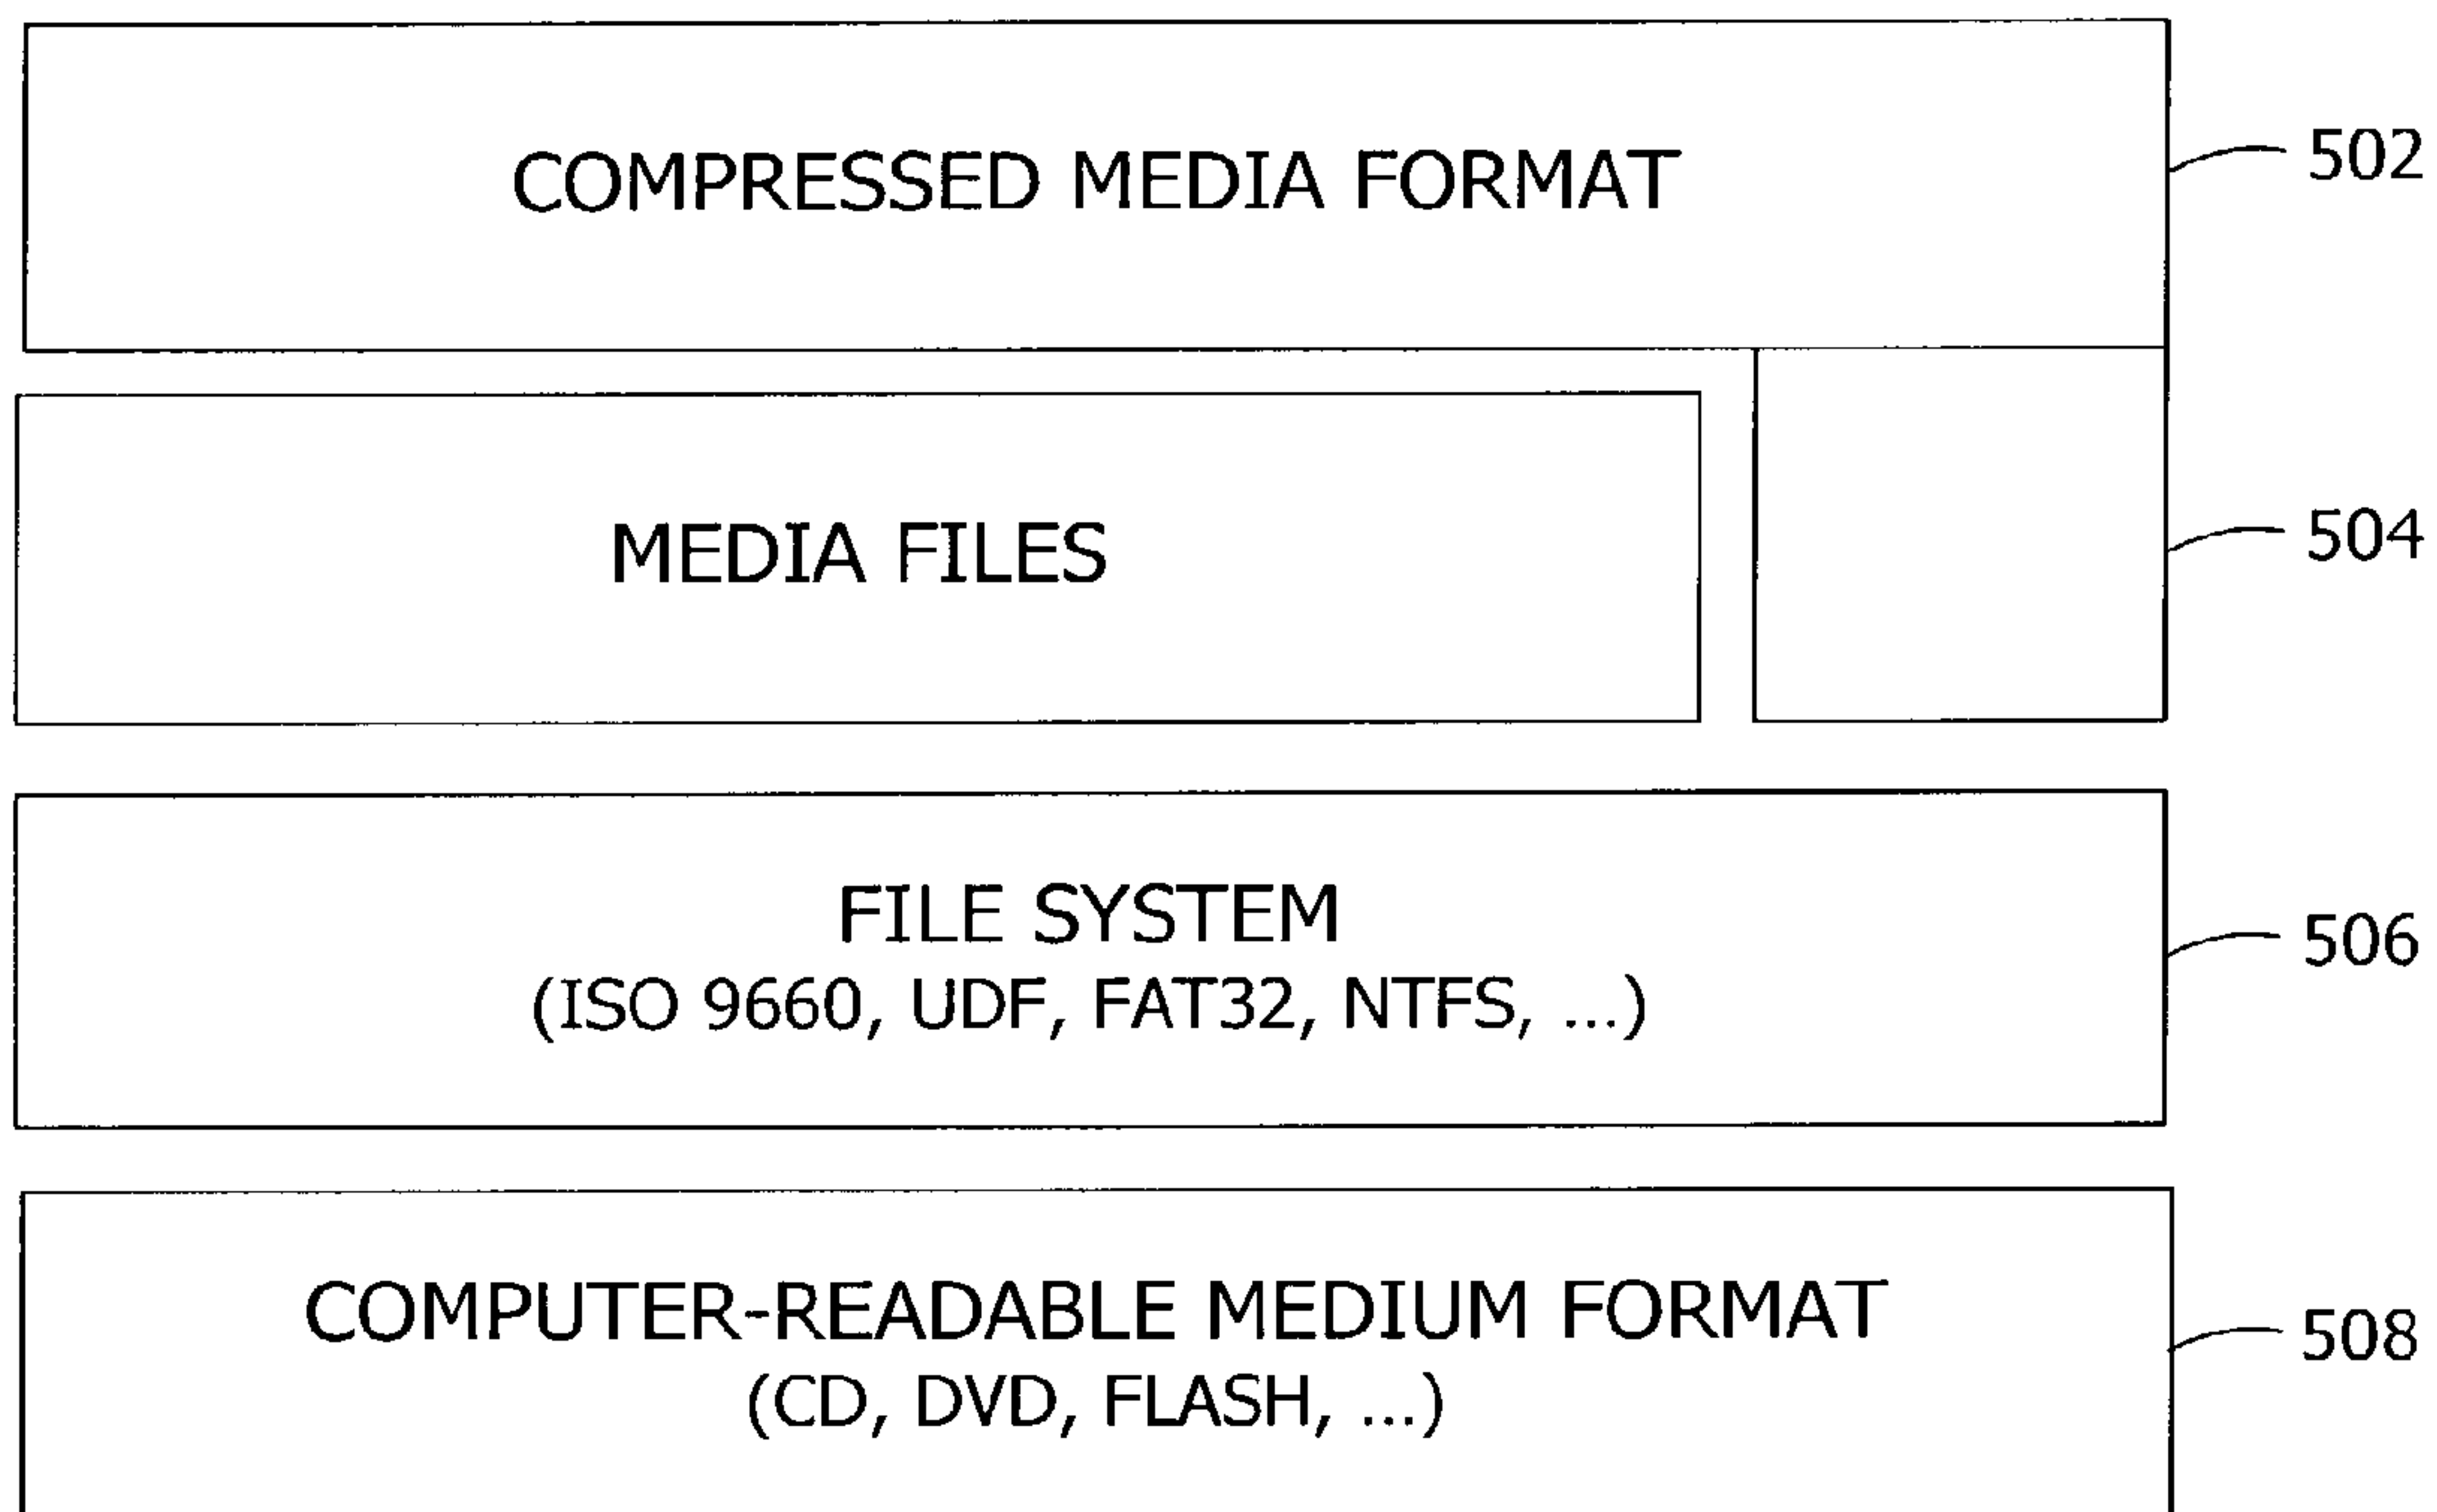 COMPRESSED MEDIA FORMAT
502
MEDIA FILES
504
FILE SYSTEM
(ISO 9660, UDF, FAT32, NTFS, ...)
506
COMPUTER-READABLE MEDIUM FORMAT
(CD, DVD, FLASH, ...)
508